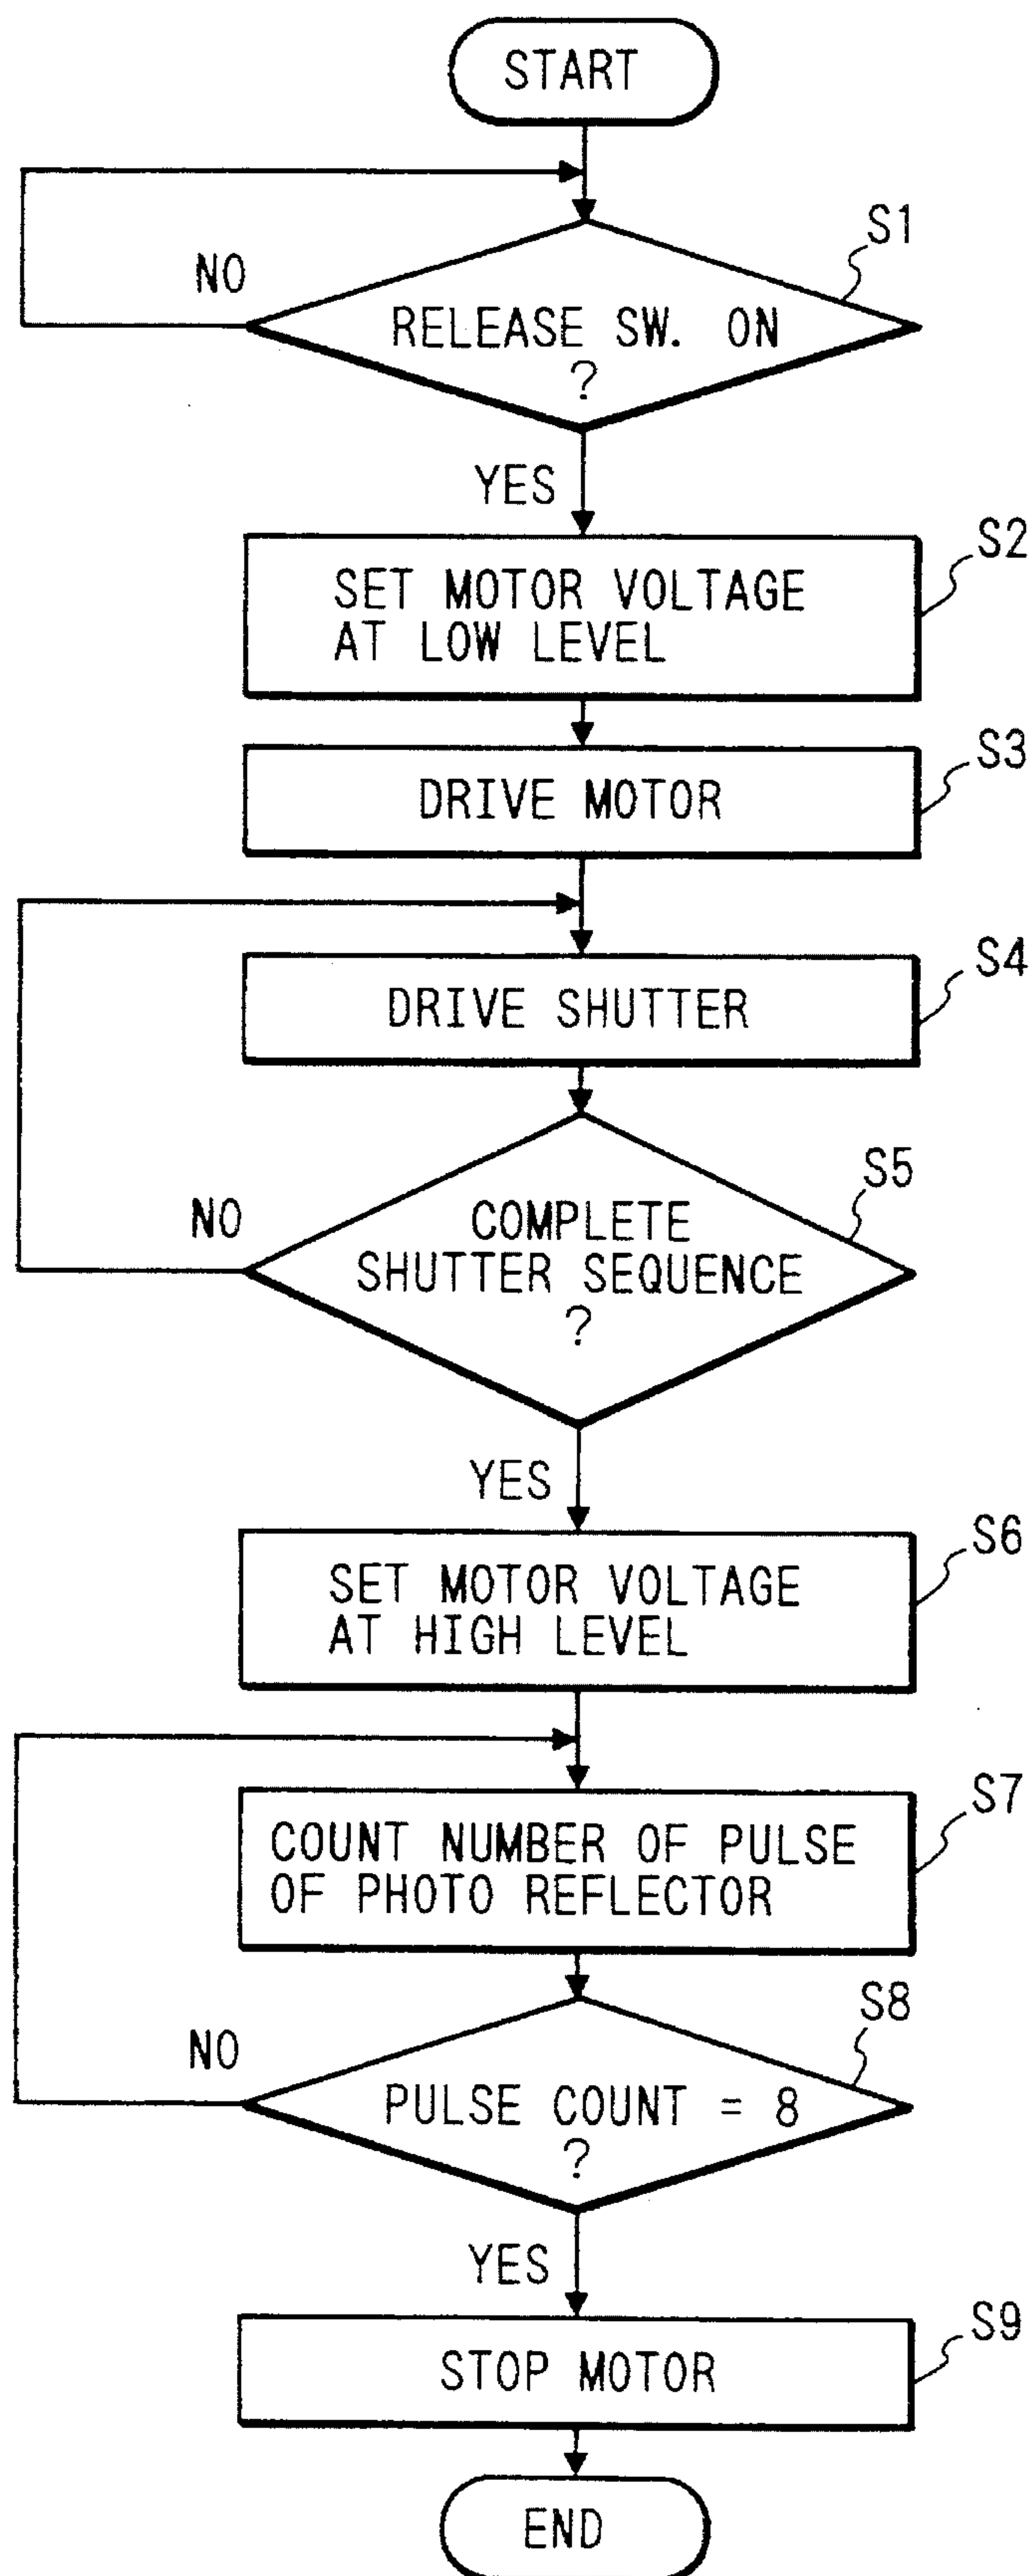 START
S1
NO
RELEASE SW. ON
?
YES
S2
SET MOTOR VOLTAGE
AT LOW LEVEL
S3
DRIVE MOTOR
S4
DRIVE SHUTTER
S5
NO
COMPLETE
SHUTTER SEQUENCE
?
YES
S6
SET MOTOR VOLTAGE
AT HIGH LEVEL
S7
COUNT NUMBER OF PULSE
OF PHOTO REFLECTOR
S8
NO
PULSE COUNT = 8
?
YES
S9
STOP MOTOR
END